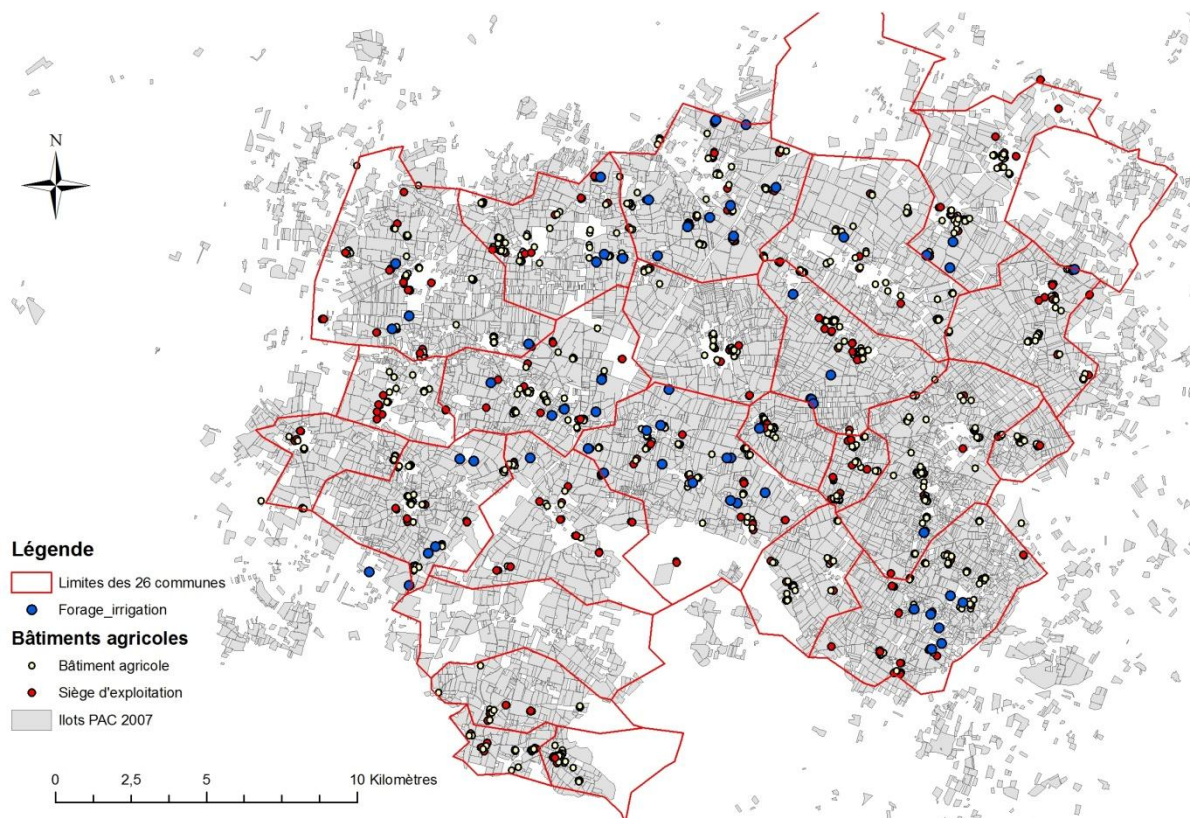 N
Légende
Limites des 26 communes
Forage_irrigation
Bâtiments agricoles
Bâtiment agricole
Siège d'exploitation
Ilots PAC 2007
0 2,5 5 10 Kilomètres